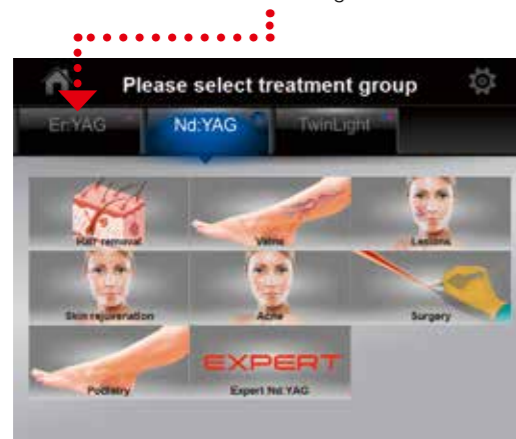 Please select treatment group
Er:YAG Nd:YAG TwinLight
Hair removal Veins Lesions
Skin rejuvenation Acne Surgery
Podiatry EXPERT
Expert Nd:YAG